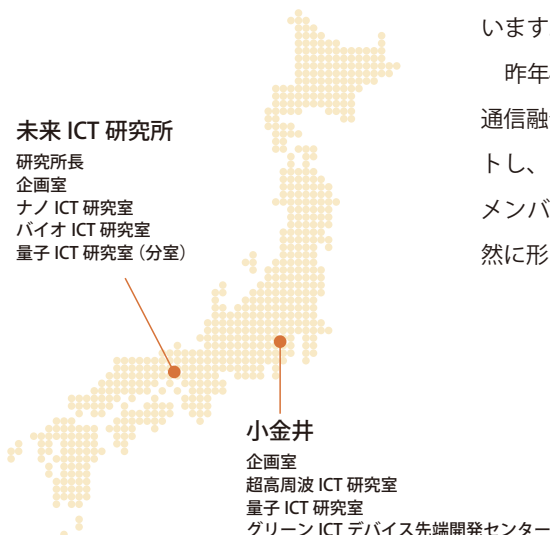 います
昨年
通信融
トし、
メンバ
然に形
未来 ICT 研究所
研究所長
企画室
ナノ ICT 研究室
バイオ ICT 研究室
量子 ICT 研究室（分室）
小金井
企画室
超高周波 ICT 研究室
量子 ICT 研究室
グリーン ICT デバイス先端開発センター